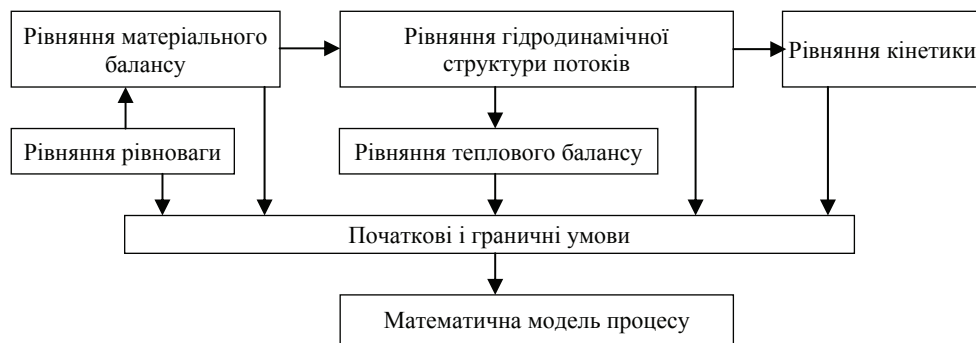 Рівняння матеріального
балансу
Рівняння гідродинамічної
структури потоків
Рівняння кінетики
Рівняння рівноваги
Рівняння теплового балансу
Початкові і граничні умови
Математична модель процесу